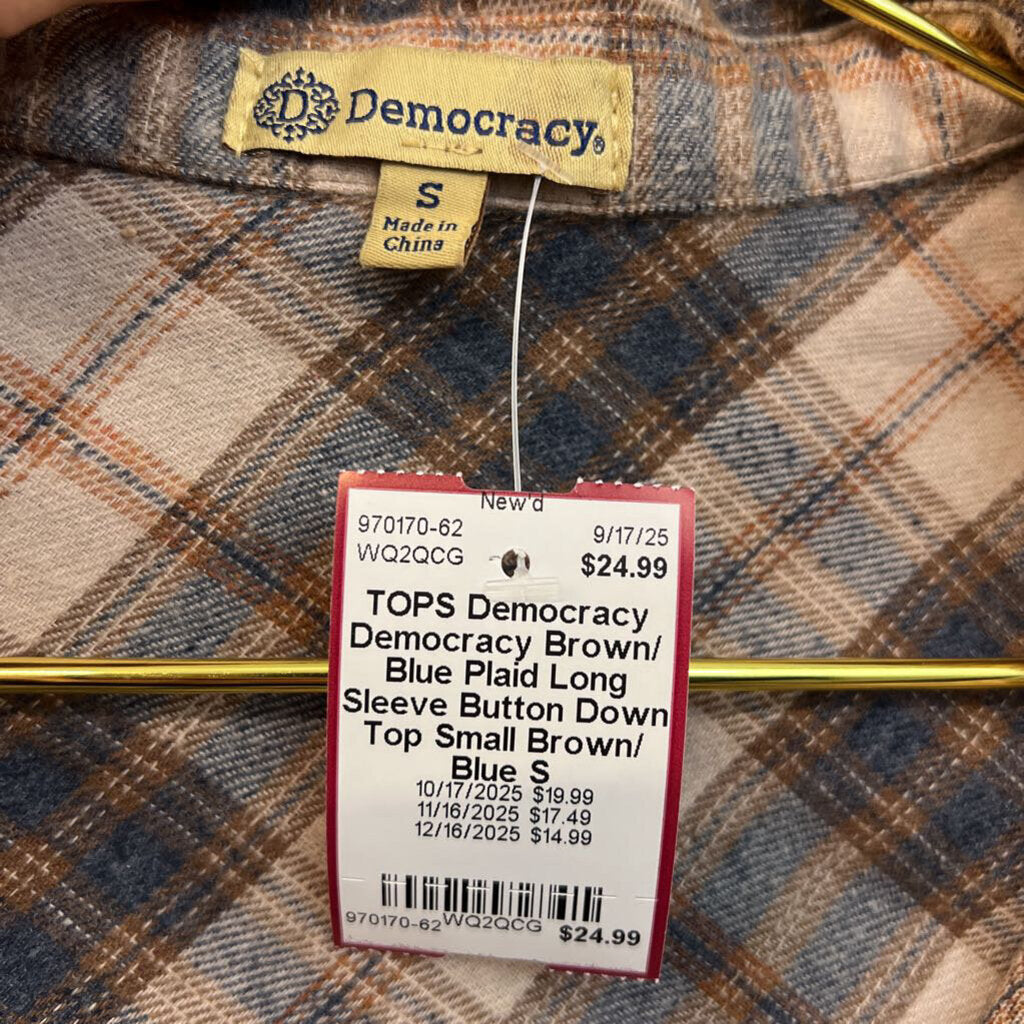 D Democracy®
S
Made in
China
New'd
970170-62 9/17/25
WQ2QCG $24.99
TOPS Democracy
Democracy Brown/
Blue Plaid Long
Sleeve Button Down
Top Small Brown/
Blue S
10/17/2025 $19.99
11/16/2025 $17.49
12/16/2025 $14.99
970170-62 WQ2QCG $24.99